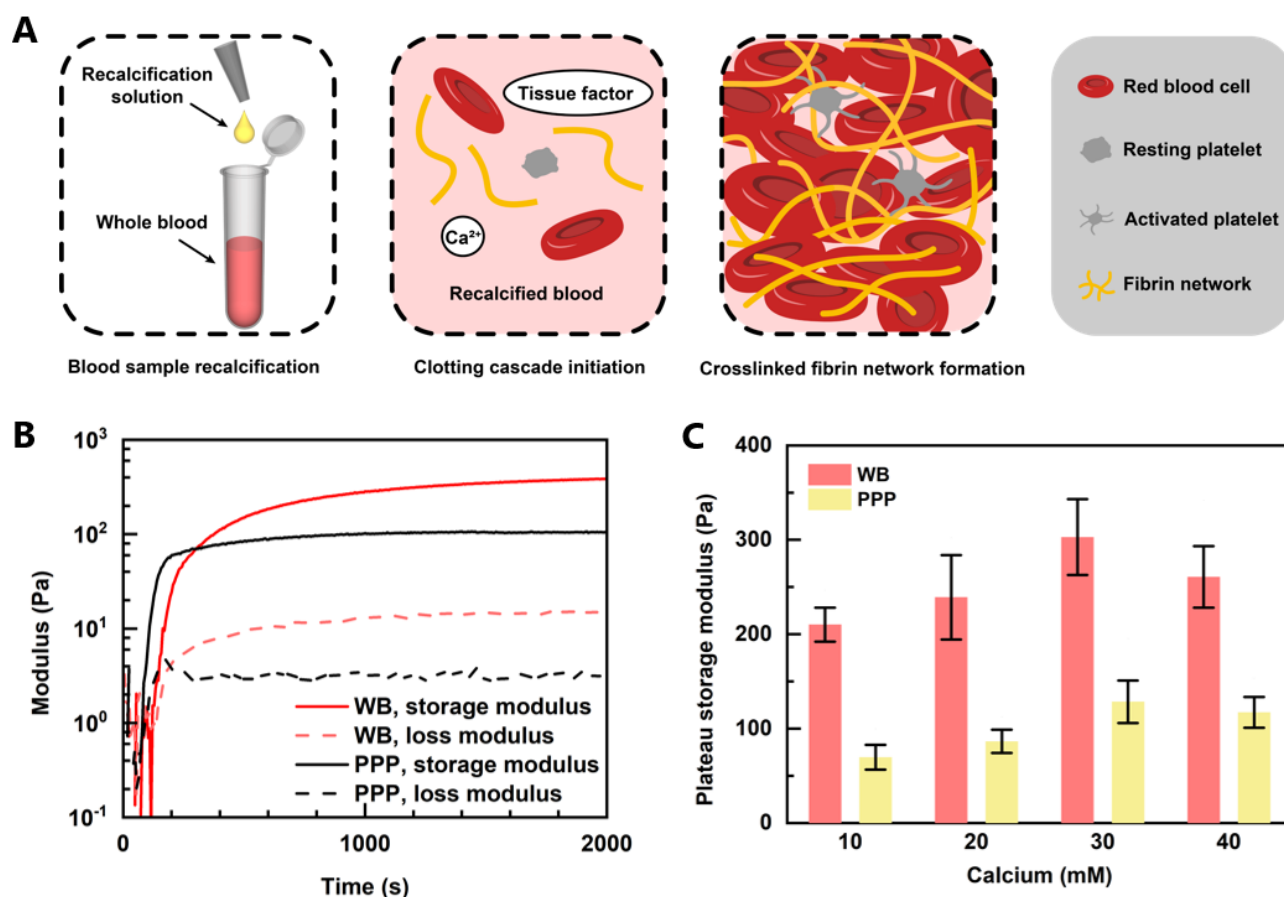 A
Recalcification
solution
Whole blood
Blood sample recalcification
Tissue factor
Ca²⁺
Recalcified blood
Clotting cascade initiation
Crosslinked fibrin network formation
Red blood cell
Resting platelet
Activated platelet
Fibrin network
B
10³
10²
10¹
10⁰
10⁻¹
Modulus (Pa)
WB, storage modulus
WB, loss modulus
PPP, storage modulus
PPP, loss modulus
0 1000 2000
Time (s)
C
400
300
200
100
0
Plateau storage modulus (Pa)
WB
PPP
10 20 30 40
Calcium (mM)